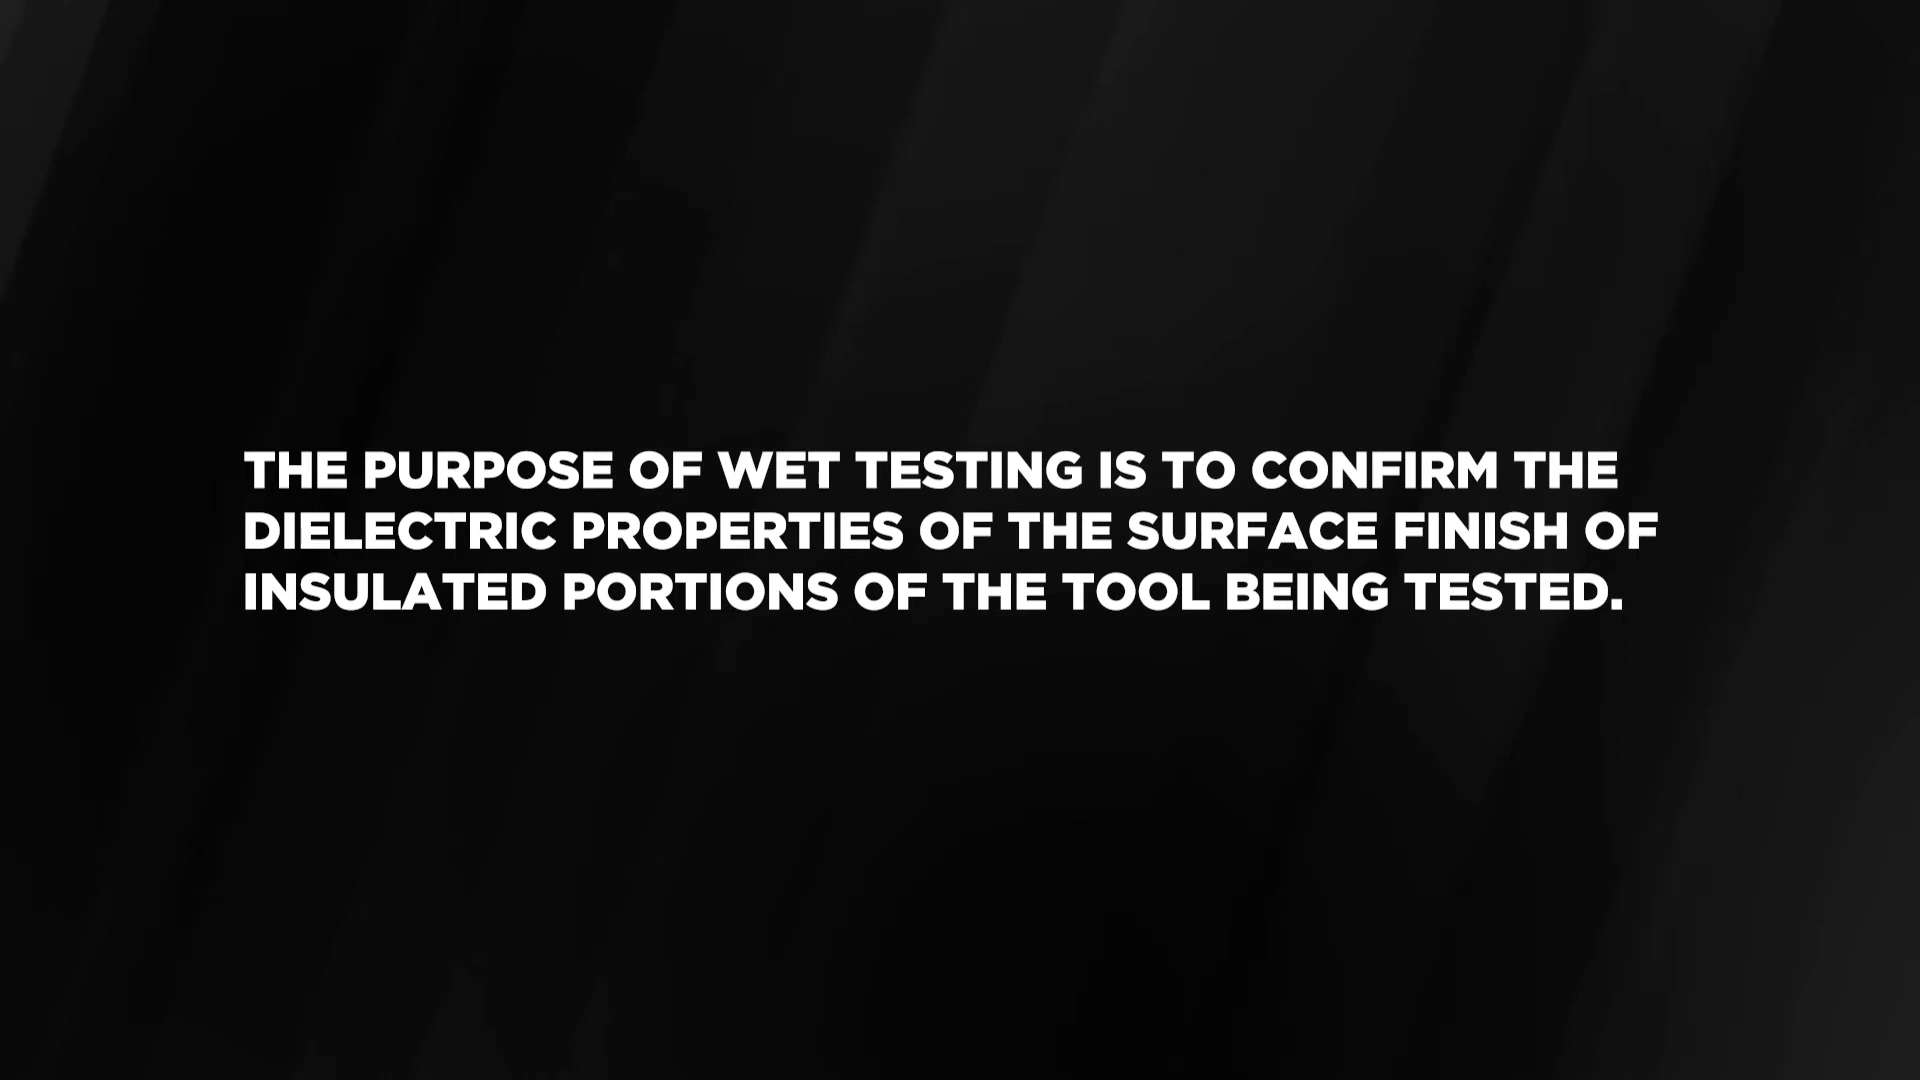 THE PURPOSE OF WET TESTING IS TO CONFIRM THE
DIELECTRIC PROPERTIES OF THE SURFACE FINISH OF
INSULATED PORTIONS OF THE TOOL BEING TESTED.